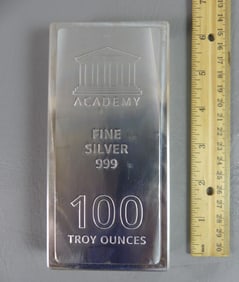 ACADEMY
FINE
SILVER
999
100
TROY OUNCES